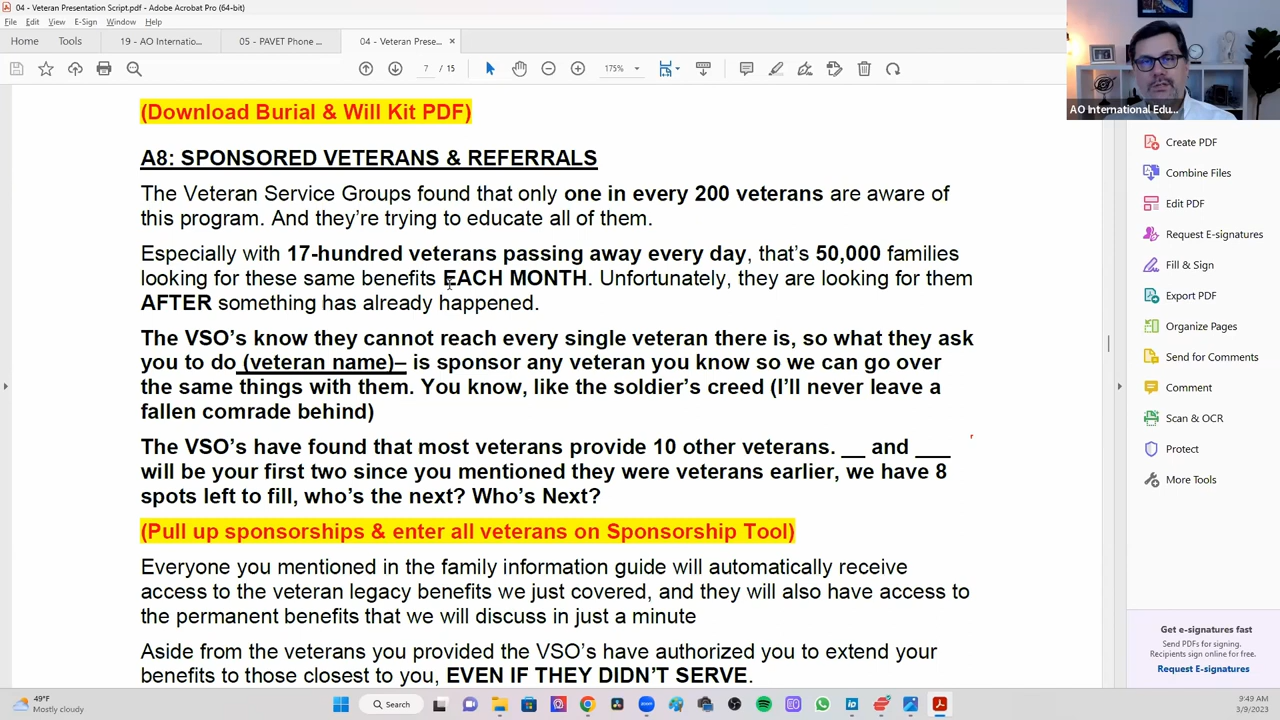 04 - Veteran Presentation Script.pdf - Adobe Acrobat Pro (64-bit)
File Edit View E-Sign Window Help
Home Tools 19 - AO Internatio... 05 - PAVET Phone ... 04 - Veteran Prese...
7 / 15 175%
AO International Edu...
(Download Burial & Will Kit PDF)
A8: SPONSORED VETERANS & REFERRALS
The Veteran Service Groups found that only one in every 200 veterans are aware of
this program. And they're trying to educate all of them.
Especially with 17-hundred veterans passing away every day, that's 50,000 families
looking for these same benefits EACH MONTH. Unfortunately, they are looking for them
AFTER something has already happened.
The VSO's know they cannot reach every single veteran there is, so what they ask
you to do (veteran name)– is sponsor any veteran you know so we can go over
the same things with them. You know, like the soldier's creed (I'll never leave a
fallen comrade behind)
The VSO's have found that most veterans provide 10 other veterans. __ and ___
will be your first two since you mentioned they were veterans earlier, we have 8
spots left to fill, who's the next? Who's Next?
(Pull up sponsorships & enter all veterans on Sponsorship Tool)
Everyone you mentioned in the family information guide will automatically receive
access to the veteran legacy benefits we just covered, and they will also have access to
the permanent benefits that we will discuss in just a minute
Aside from the veterans you provided the VSO's have authorized you to extend your
benefits to those closest to you, EVEN IF THEY DIDN'T SERVE.
Create PDF
Combine Files
Edit PDF
Request E-signatures
Fill & Sign
Export PDF
Organize Pages
Send for Comments
Comment
Scan & OCR
Protect
More Tools
Get e-signatures fast
Send PDFs for signing.
Recipients sign online for free.
Request E-signatures
49°F
Mostly cloudy
Search
9:49 AM
3/9/2023